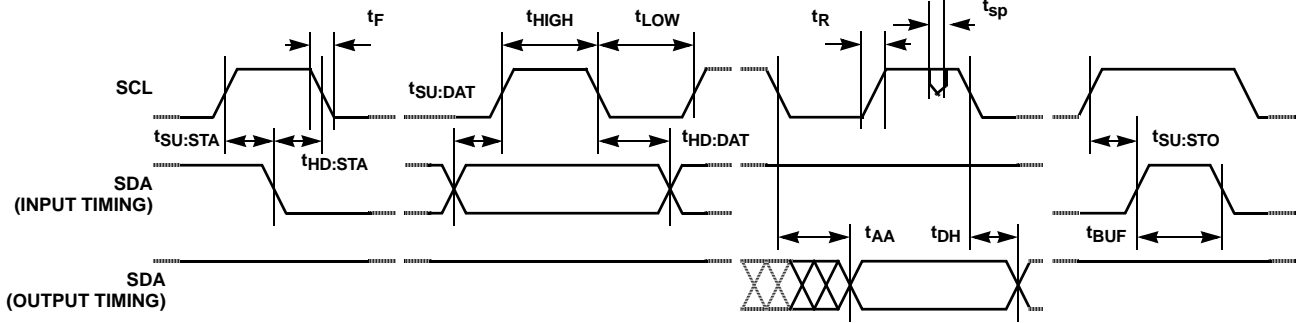 tF
tHIGH
tLOW
tR
tsp
SCL
tSU:DAT
tSU:STA
tHD:STA
tHD:DAT
tSU:STO
SDA
(INPUT TIMING)
tAA
tDH
tBUF
SDA
(OUTPUT TIMING)